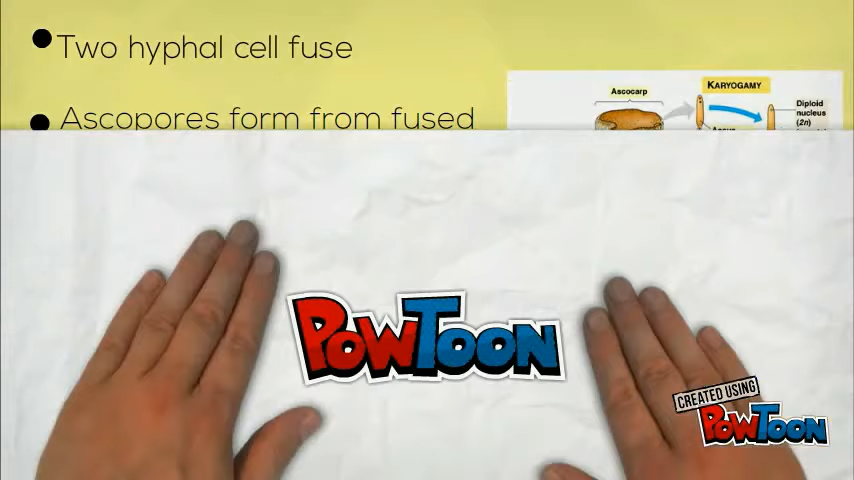 Two hyphal cell fuse
Ascopores form from fused
KARYOGAMY
Ascocarp
Diploid
nucleus
(2n)
POWTOON
CREATED USING
POWTOON